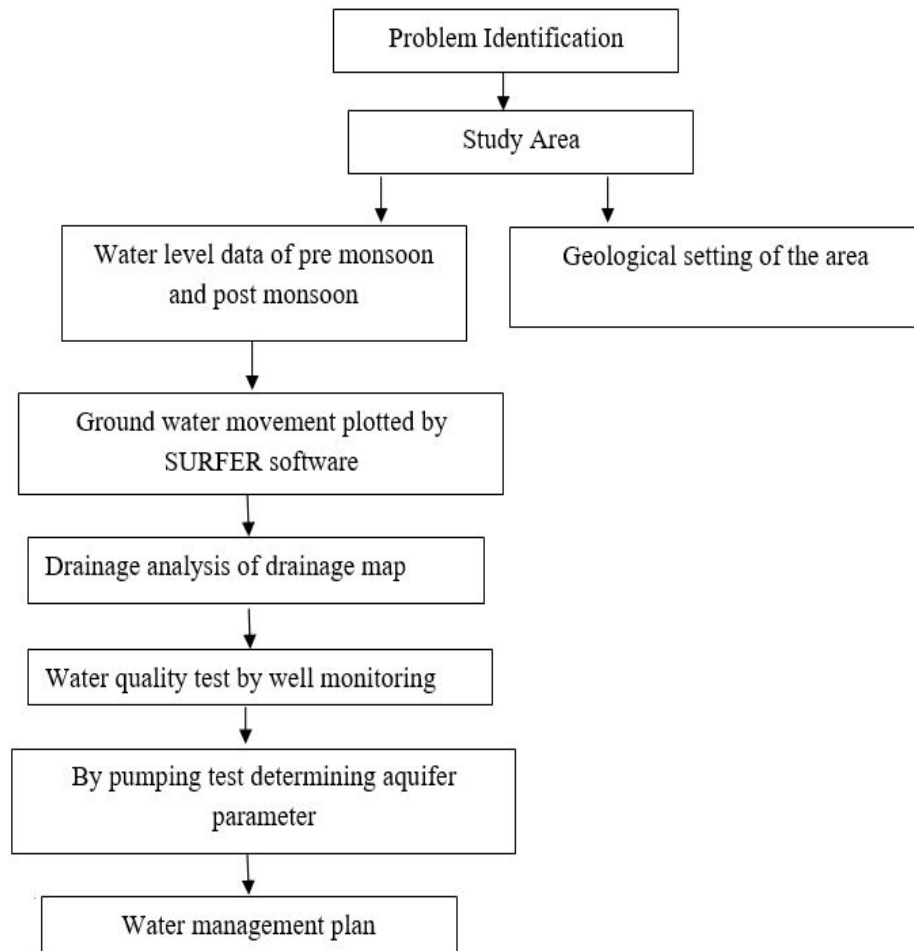 Problem Identification
Study Area
Water level data of pre monsoon
and post monsoon
Geological setting of the area
Ground water movement plotted by
SURFER software
Drainage analysis of drainage map
Water quality test by well monitoring
By pumping test determining aquifer
parameter
Water management plan